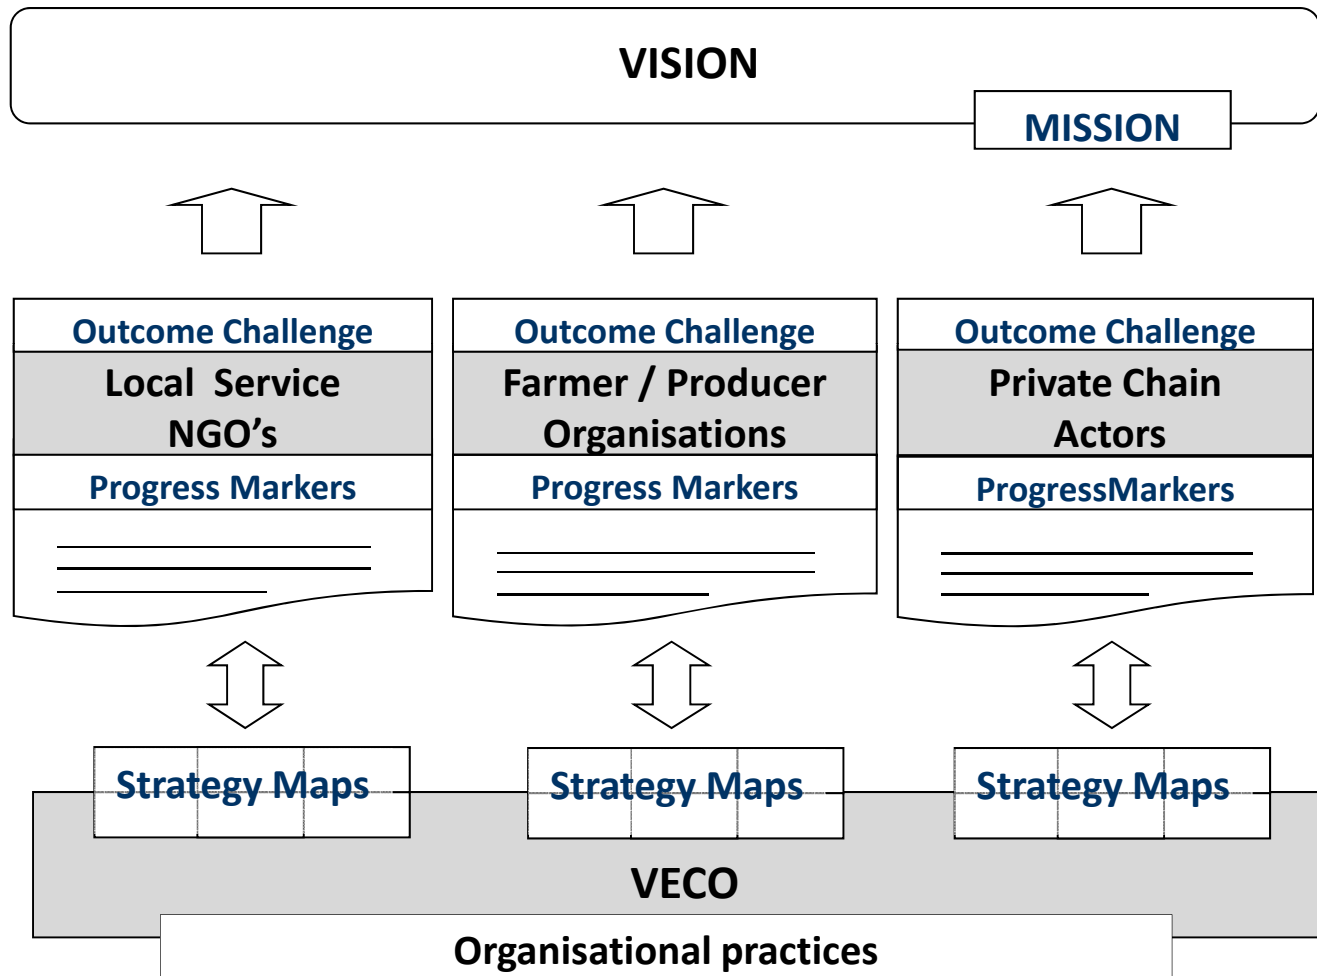 VISION
MISSION
Outcome Challenge
Local Service
NGO's
Progress Markers
Outcome Challenge
Farmer / Producer
Organisations
Progress Markers
Outcome Challenge
Private Chain
Actors
ProgressMarkers
Strategy Maps
Strategy Maps
Strategy Maps
VECO
Organisational practices